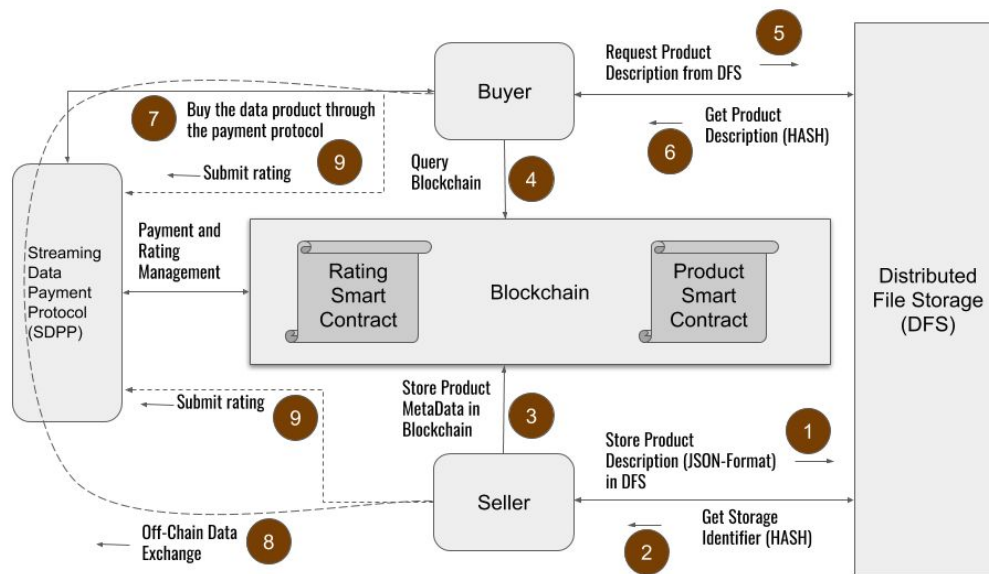 5
Request Product
Description from DFS
Buyer
7
Buy the data product through
the payment protocol
Get Product
Description (HASH)
6
9
Submit rating
Query
Blockchain
4
Payment and
Rating
Management
Streaming
Data
Payment
Protocol
(SDPP)
Rating
Smart
Contract
Blockchain
Product
Smart
Contract
Distributed
File Storage
(DFS)
Submit rating
9
Store Product
MetaData in
Blockchain
3
1
Store Product
Description (JSON-Format)
in DFS
Seller
Get Storage
Identifier (HASH)
2
Off-Chain Data
Exchange
8